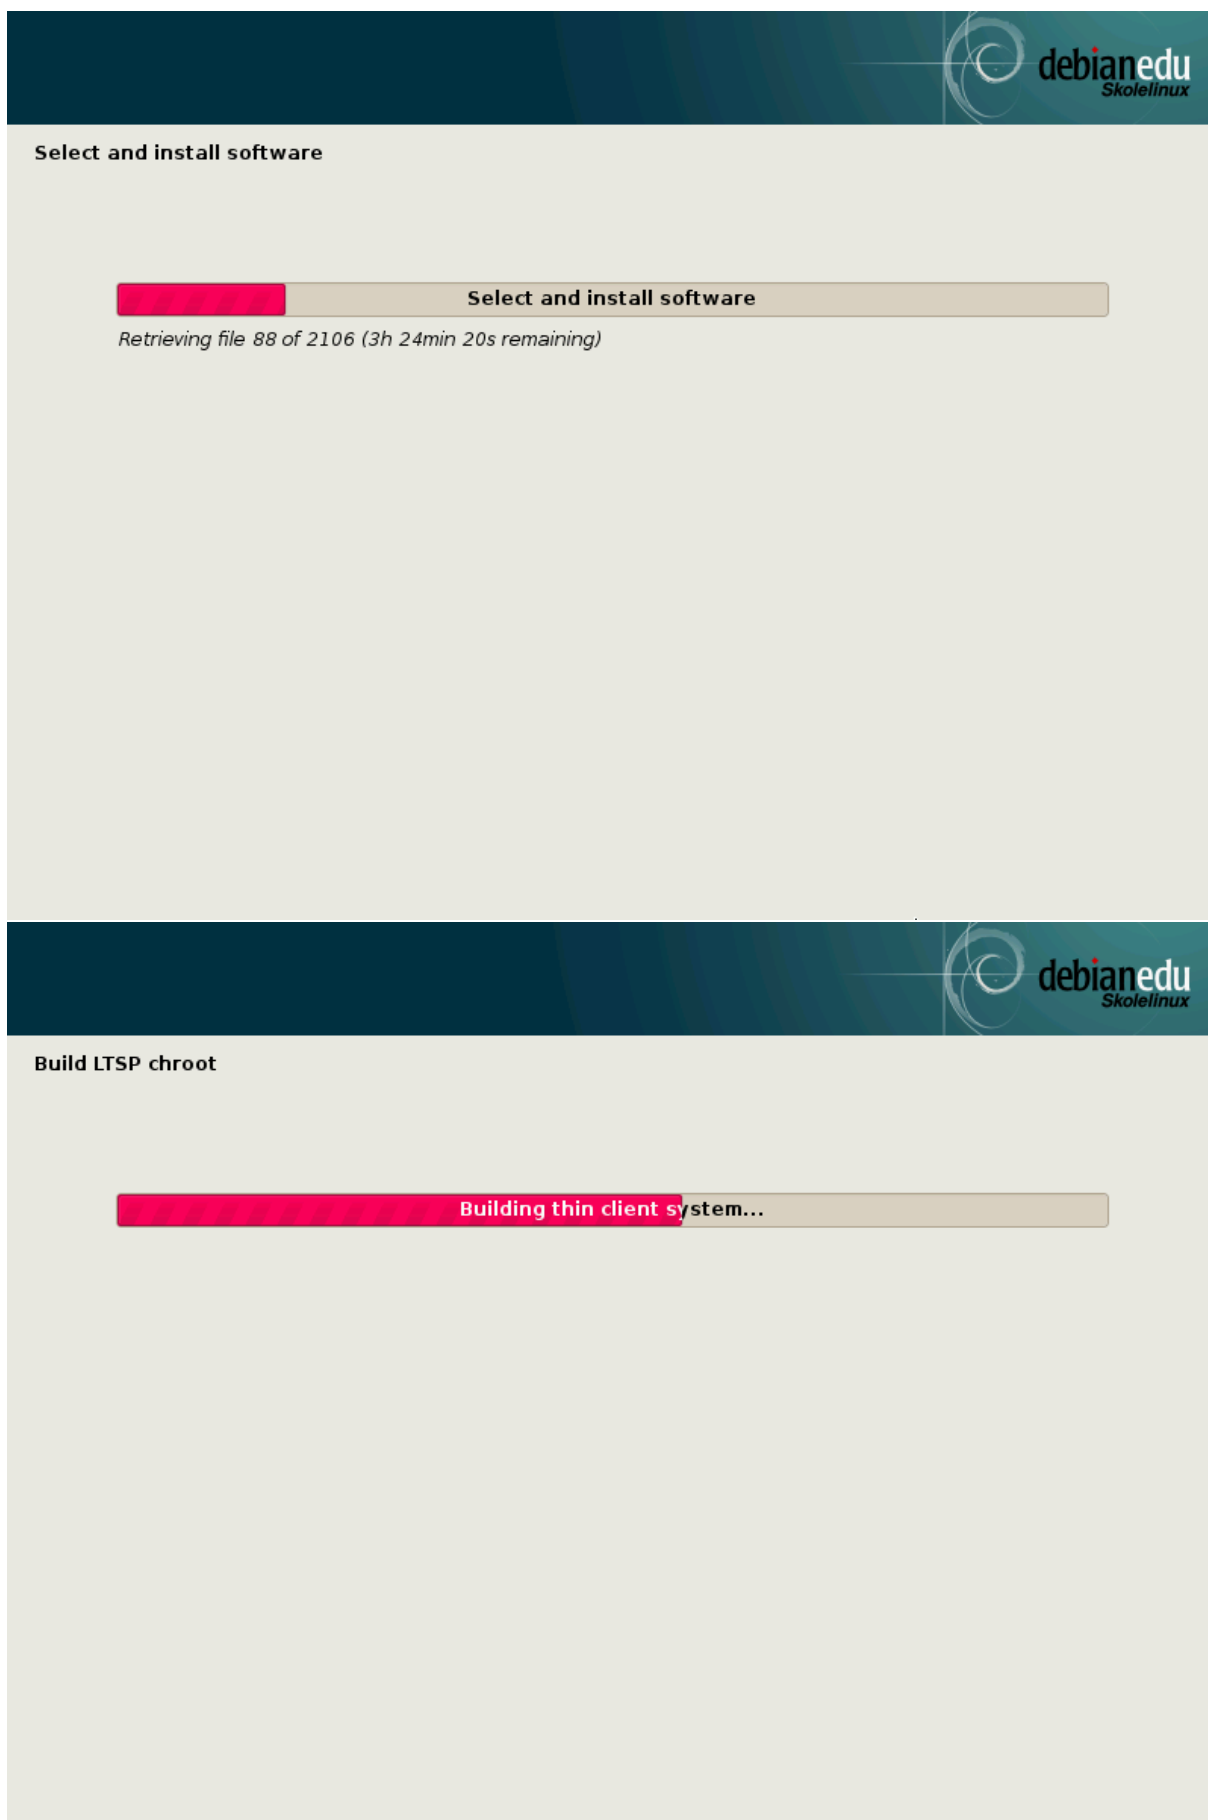 debianedu
Skolelinux
Select and install software
Select and install software
Retrieving file 88 of 2106 (3h 24min 20s remaining)
debianedu
Skolelinux
Build LTSP chroot
Building thin client system...